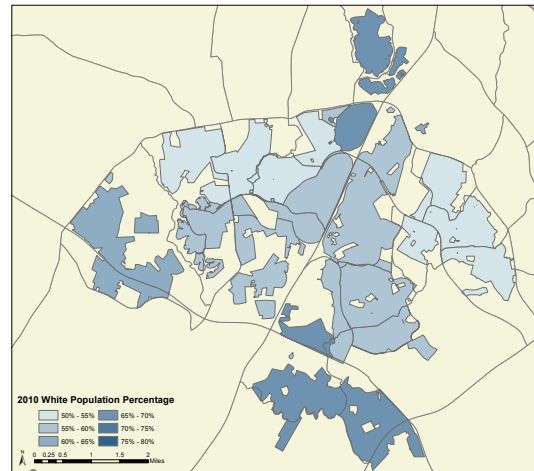 2010 White Population Percentage
50% - 55%
65% - 70%
55% - 60%
70% - 75%
60% - 65%
75% - 80%
N
0 0.25 0.5 1 1.5 2
Miles